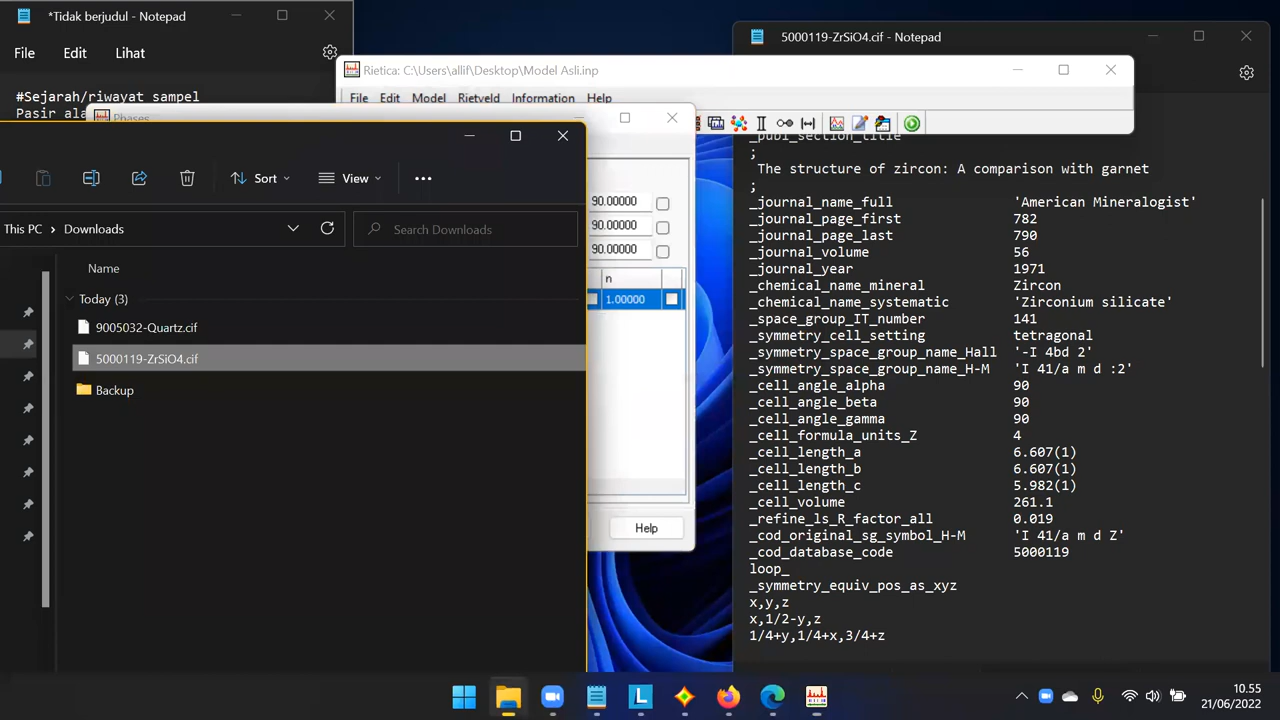 *Tidak berjudul - Notepad
File Edit Lihat
#Sejarah/riwayat sampel
Pasir ala
Phases
Rietica: C:\Users\allif\Desktop\Model Asli.inp
File Edit Model Rietveld Information Help
90.00000
90.00000
90.00000
n
1.00000
Help
Sort View
This PC > Downloads
Search Downloads
Name
Today (3)
9005032-Quartz.cif
5000119-ZrSiO4.cif
Backup
5000119-ZrSiO4.cif - Notepad
_publ_section_title
;
The structure of zircon: A comparison with garnet
;
_journal_name_full 'American Mineralogist'
_journal_page_first 782
_journal_page_last 790
_journal_volume 56
_journal_year 1971
_chemical_name_mineral Zircon
_chemical_name_systematic 'Zirconium silicate'
_space_group_IT_number 141
_symmetry_cell_setting tetragonal
_symmetry_space_group_name_Hall '-I 4bd 2'
_symmetry_space_group_name_H-M 'I 41/a m d :2'
_cell_angle_alpha 90
_cell_angle_beta 90
_cell_angle_gamma 90
_cell_formula_units_Z 4
_cell_length_a 6.607(1)
_cell_length_b 6.607(1)
_cell_length_c 5.982(1)
_cell_volume 261.1
_refine_ls_R_factor_all 0.019
_cod_original_sg_symbol_H-M 'I 41/a m d Z'
_cod_database_code 5000119
loop_
_symmetry_equiv_pos_as_xyz
x,y,z
x,1/2-y,z
1/4+y,1/4+x,3/4+z
L
10.55
21/06/2022